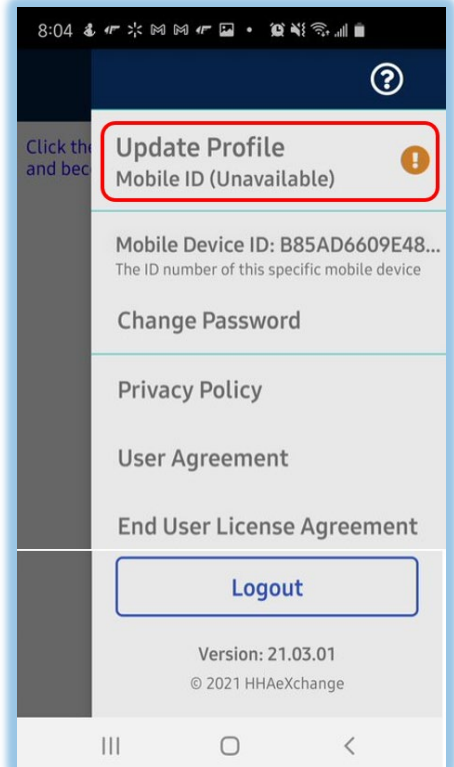 8:04
Click the
and bec
Update Profile
Mobile ID (Unavailable)
Mobile Device ID: B85AD6609E48...
The ID number of this specific mobile device
Change Password
Privacy Policy
User Agreement
End User License Agreement
Logout
Version: 21.03.01
© 2021 HHAeXchange